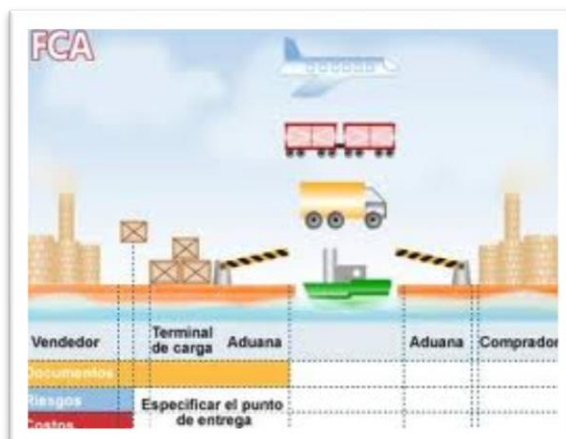 FCA
Vendedor
Terminal
de carga
Aduana
Aduana
Comprador
Documentos
Riesgos
Costos
Especificar el punto
de entrega